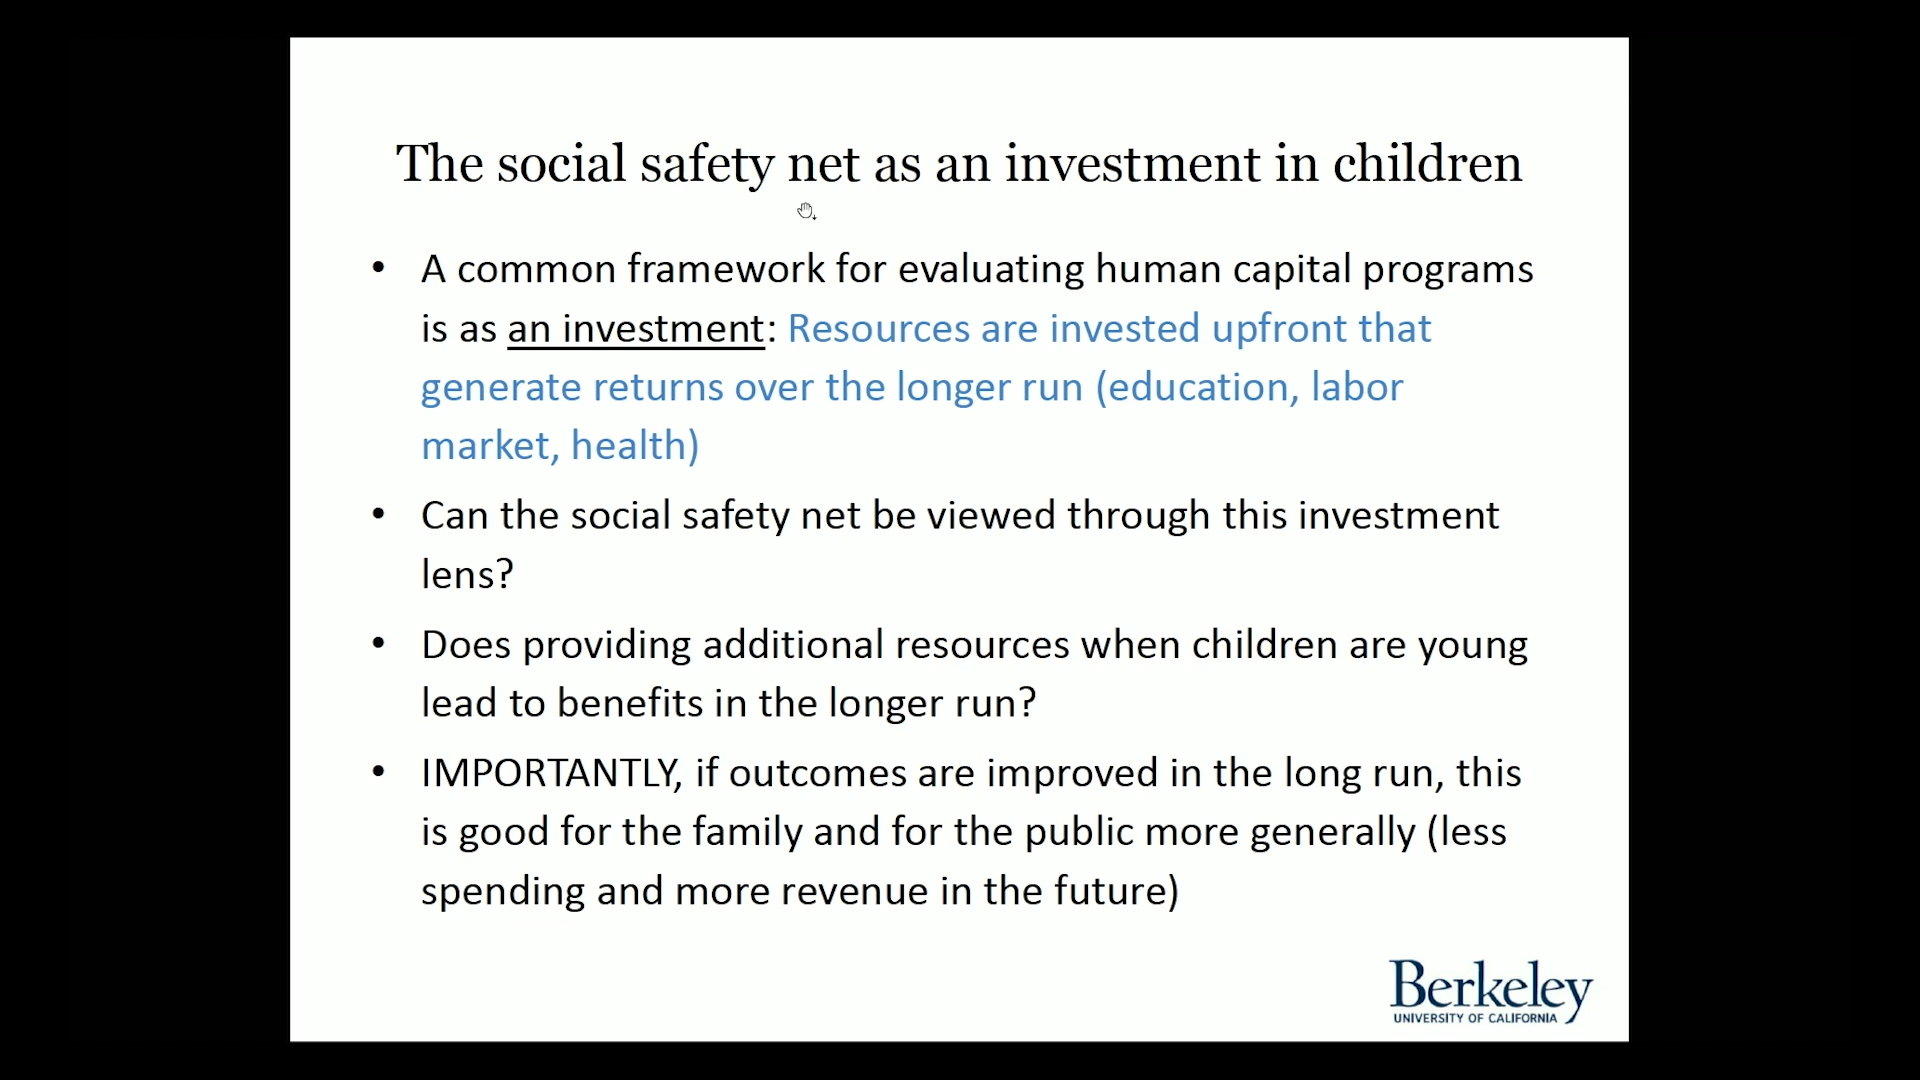 The social safety net as an investment in children
• A common framework for evaluating human capital programs
is as an investment: Resources are invested upfront that
generate returns over the longer run (education, labor
market, health)
• Can the social safety net be viewed through this investment
lens?
• Does providing additional resources when children are young
lead to benefits in the longer run?
• IMPORTANTLY, if outcomes are improved in the long run, this
is good for the family and for the public more generally (less
spending and more revenue in the future)
Berkeley
UNIVERSITY OF CALIFORNIA